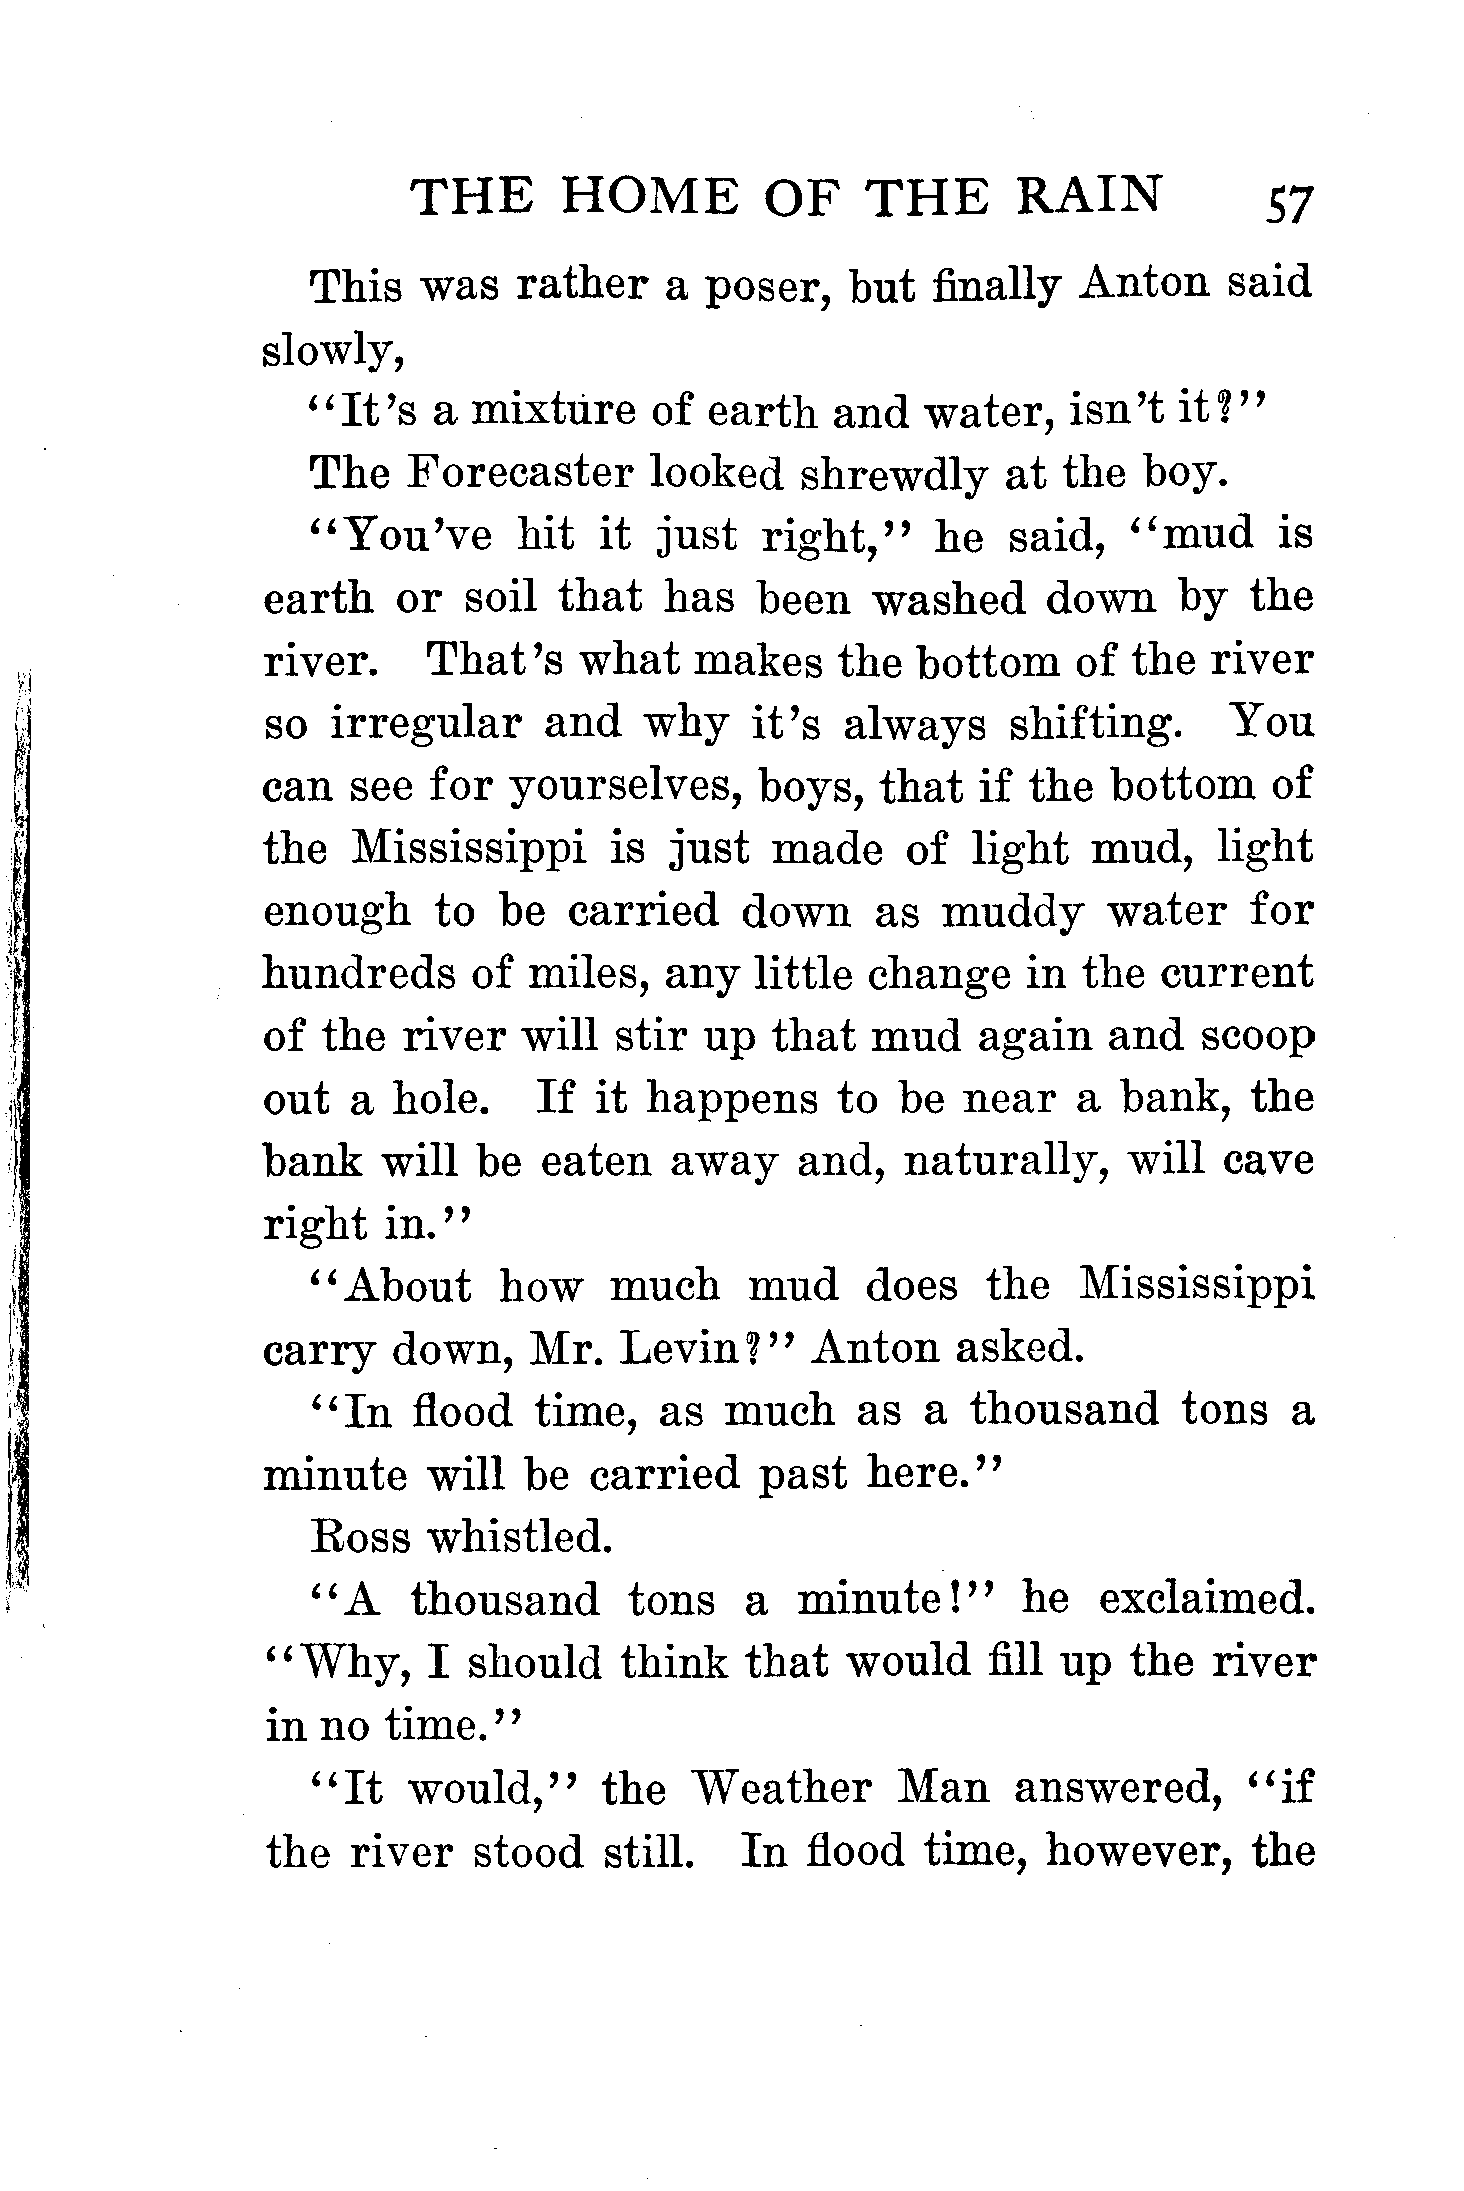 THE HOME OF THE RAIN 57
This was rather a poser, but finally Anton said
slowly,
"It's a mixture of earth and water, isn't it?"
The Forecaster looked shrewdly at the boy.
"You've hit it just right," he said, "mud is
earth or soil that has been washed down by the
river. That's what makes the bottom of the river
so irregular and why it's always shifting. You
can see for yourselves, boys, that if the bottom of
the Mississippi is just made of light mud, light
enough to be carried down as muddy water for
hundreds of miles, any little change in the current
of the river will stir up that mud again and scoop
out a hole. If it happens to be near a bank, the
bank will be eaten away and, naturally, will cave
right in."
"About how much mud does the Mississippi
carry down, Mr. Levin?" Anton asked.
"In flood time, as much as a thousand tons a
minute will be carried past here."
Ross whistled.
"A thousand tons a minute!" he exclaimed.
"Why, I should think that would fill up the river
in no time."
"It would," the Weather Man answered, "if
the river stood still. In flood time, however, the